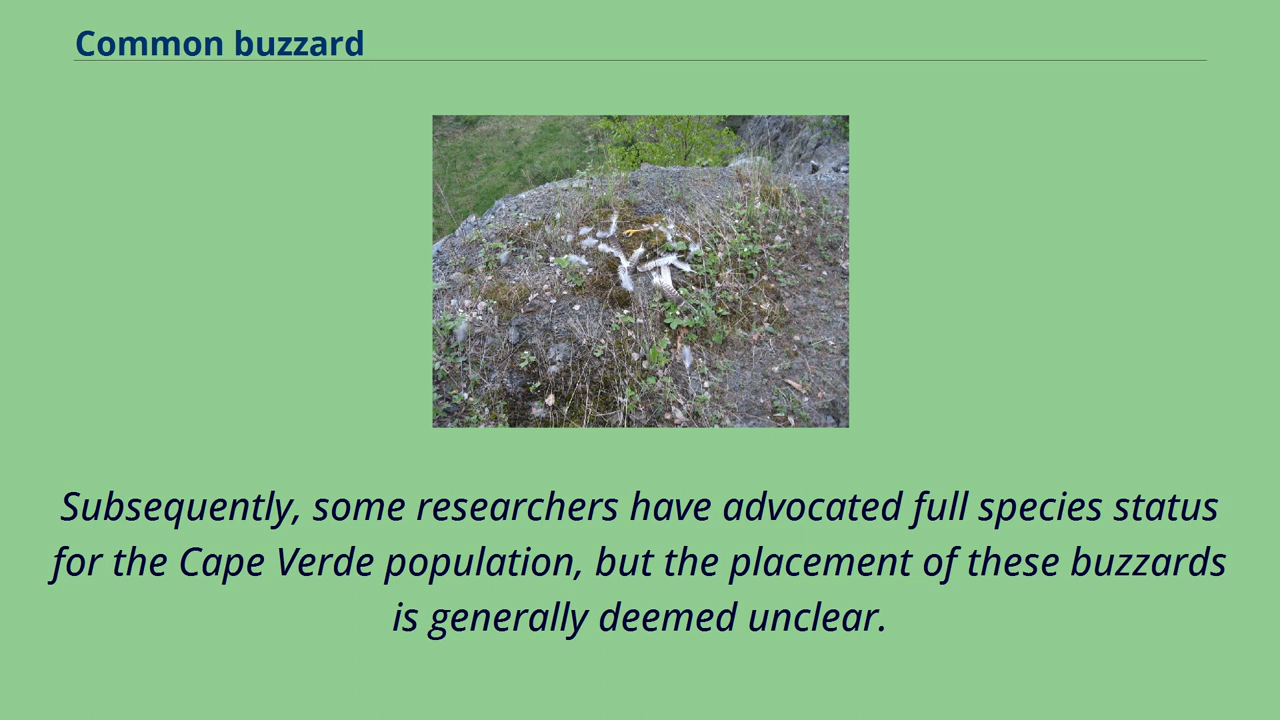 Common buzzard
Subsequently, some researchers have advocated full species status
for the Cape Verde population, but the placement of these buzzards
is generally deemed unclear.